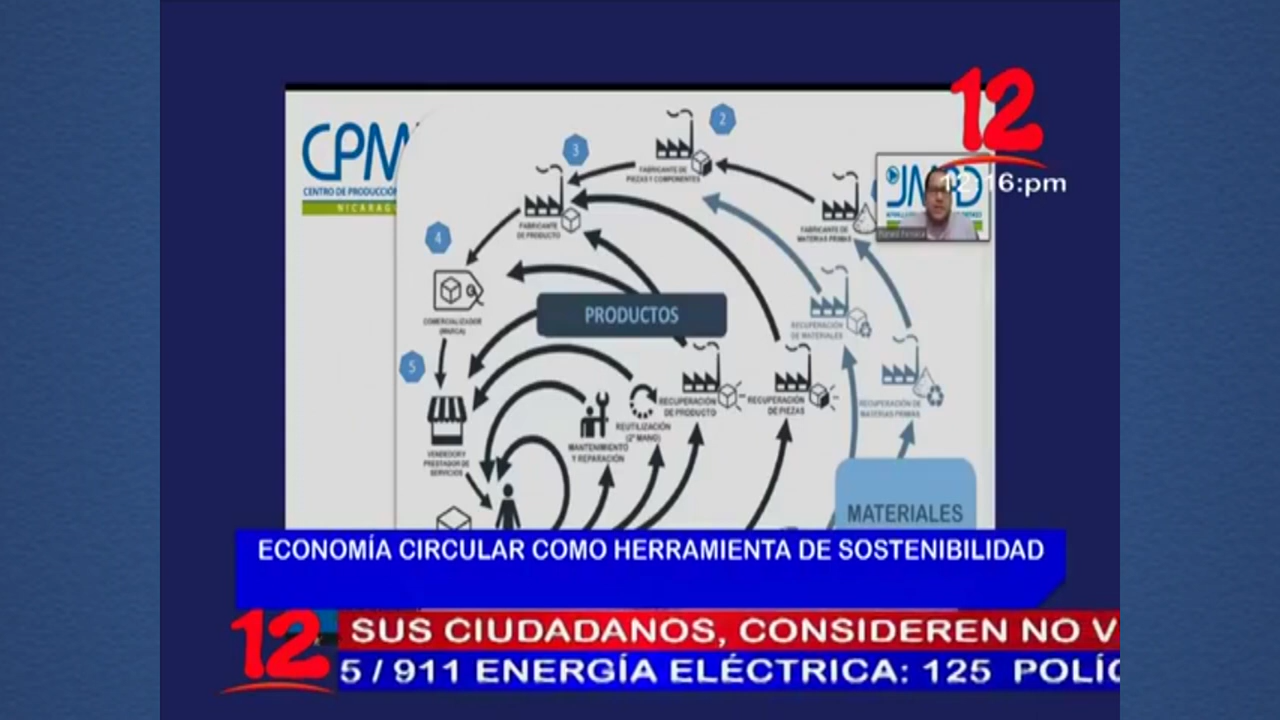 12
12:16:pm
CPM
CENTRO DE PRODUCCIÓN
NICARAG
2
3
FABRICANTE DE
PIEZAS Y COMPONENTES
FABRICANTE
DE PRODUCTO
FABRICANTE DE
MATERIAS PRIMAS
4
COMERCIALIZADOR
(MARCA)
PRODUCTOS
RECUPERACIÓN
DE MATERIALES
5
RECUPERACIÓN
DE PRODUCTO
RECUPERACIÓN
DE PIEZAS
RECUPERACIÓN DE
MATERIAS PRIMAS
REUTILIZACIÓN
(2ª MANO)
MANTENIMIENTO
Y REPARACIÓN
VENDEDOR Y
PRESTADOR DE
SERVICIOS
MATERIALES
ECONOMÍA CIRCULAR COMO HERRAMIENTA DE SOSTENIBILIDAD
12
SUS CIUDADANOS, CONSIDEREN NO V
5 / 911 ENERGÍA ELÉCTRICA: 125 POLÍC